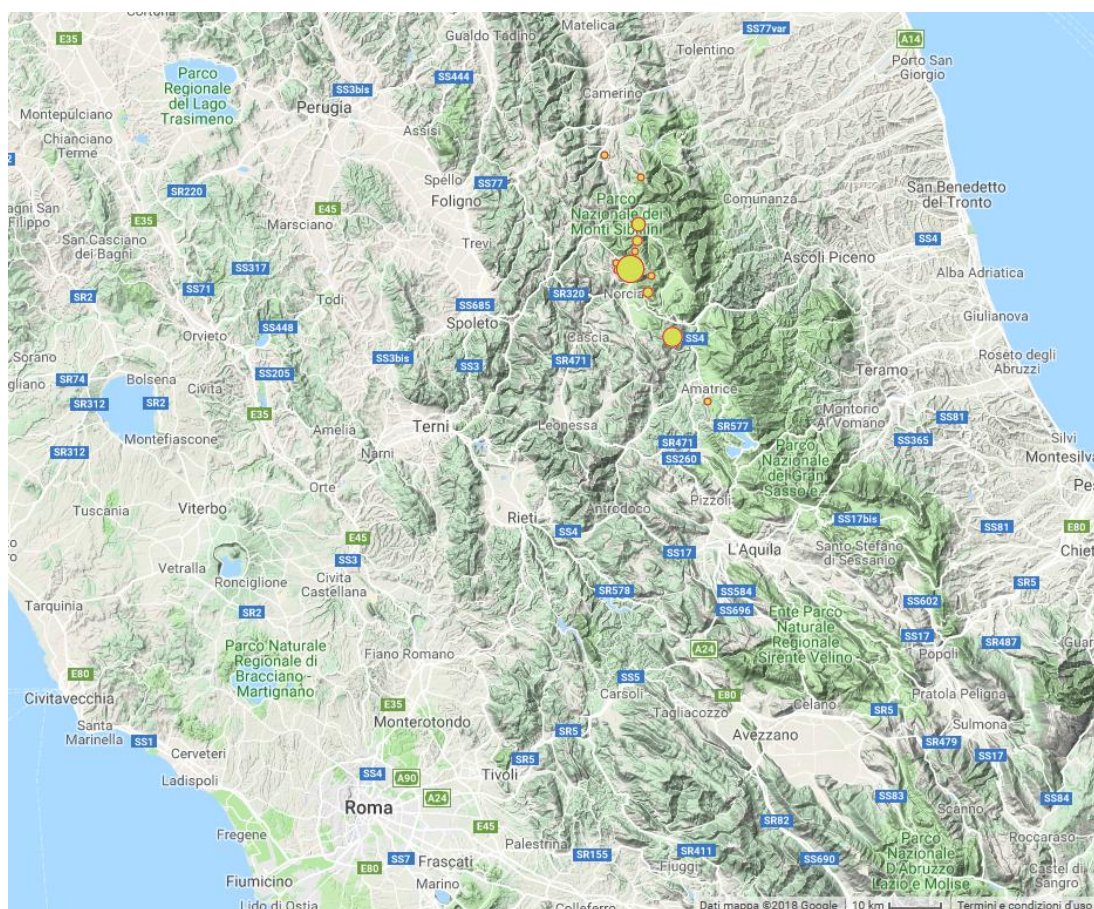 Cortona
E35
Gualdo Tadino
Matelica
SS77var
Tolentino
A14
Porto San
Giorgio
Parco
Regionale
del Lago
Trasimeno
SS3bis
SS444
Camerino
Montepulciano
Perugia
Assisi
Chianciano
Terme
SR220
Spello
Foligno
SS77
E35
E45
Marsciano
Parco
Nazionale dei
Monti Sibillini
Comunanza
San Benedetto
del Tronto
San Casciano
dei Bagni
Trevi
SS4
SS317
SS71
SR2
Ascoli Piceno
Alba Adriatica
Todi
SS685
SR320
Norcia
Giulianova
Orvieto
SS448
Spoleto
Cascia
SS4
Sorano
SS3bis
SS3
SR471
Roseto degli
Abruzzi
SR74
Bolsena
Civita
SS205
Teramo
SR312
SR2
E35
Amatrice
Montorio
Al Vomano
SS81
Montefiascone
Amelia
Terni
Leonessa
SR577
SS365
SR312
Narni
SR471
SS260
Silvi
Montesilva
Parco
Nazionale
del Gran
Sasso e...
Orte
Pizzoli
Tuscania
Viterbo
Rieti
Antrodoco
SS17bis
SS81
E80
E45
SS4
Vetralla
SS3
SS17
L'Aquila
Santo Stefano
di Sessanio
Chiet
Ronciglione
Civita
Castellana
SR578
SS584
SR5
Tarquinia
SR2
SS696
SS602
Ente Parco
Naturale
Regionale
Sirente Velino
SS17
SR487
Parco Naturale
Regionale di
Bracciano -
Martignano
Fiano Romano
A24
Popoli
E80
SS5
Civitavecchia
E35
Carsoli
E80
Pratola Peligna
Santa
Marinella
Monterotondo
Tagliacozzo
Celano
SR5
SS1
SR5
Avezzano
Sulmona
Cerveteri
SR5
SR479
SS17
Ladispoli
SS4
A90
Tivoli
A24
SS83
SS84
Roma
Scanno
Fregene
E45
SR82
Roccaraso
Palestrina
SS7
SR155
SR411
Parco
Nazionale
D'Abruzzo
Lazio e Molise
E80
Frascati
Fiuggi
SS690
Castel di
Sangro
Fiumicino
Marino
Lido di Ostia
Colleferro
Dati mappa ©2018 Google
10 km
Termini e condizioni d'uso